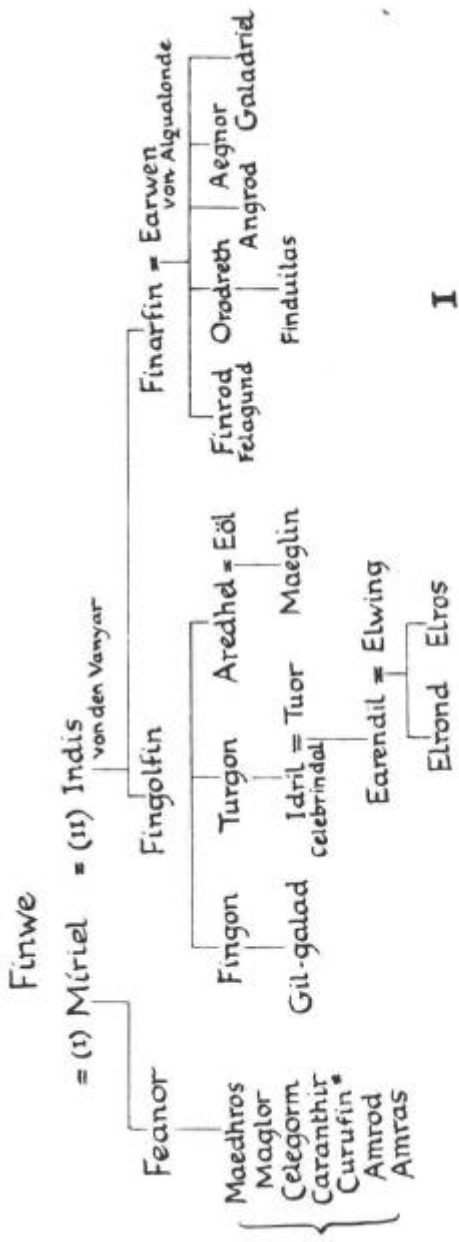 Finwe
= (I) Míriel = (II) Indis
von den Vanyar
Feanor Fingolfin Finarfin = Earwen
von Alqualonde
Maedhros
Maglor
Celegorm
Caranthir
Curufin*
Amrod
Amras
Fingon Turgon Aredhel = Eöl
Gil-galad Idril = Tuor Maeglin
Celebrindal
Earendil = Elwing
Elrond Elros
Finrod Orodreth Angrod Aegnor Galadriel
Felagund
Finduilas
I